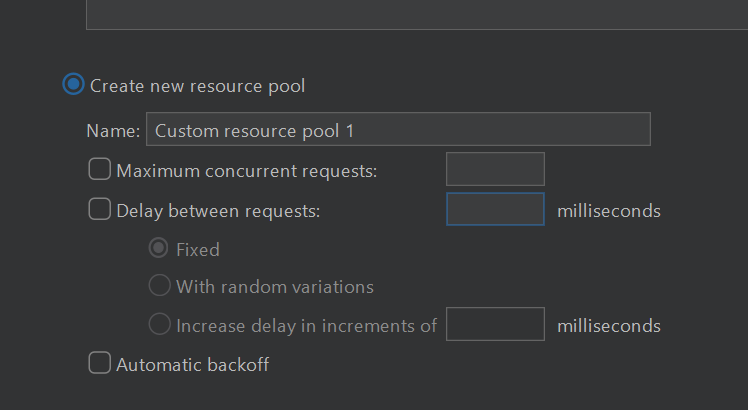 Create new resource pool
Name: Custom resource pool 1
Maximum concurrent requests:
Delay between requests: milliseconds
Fixed
With random variations
Increase delay in increments of milliseconds
Automatic backoff